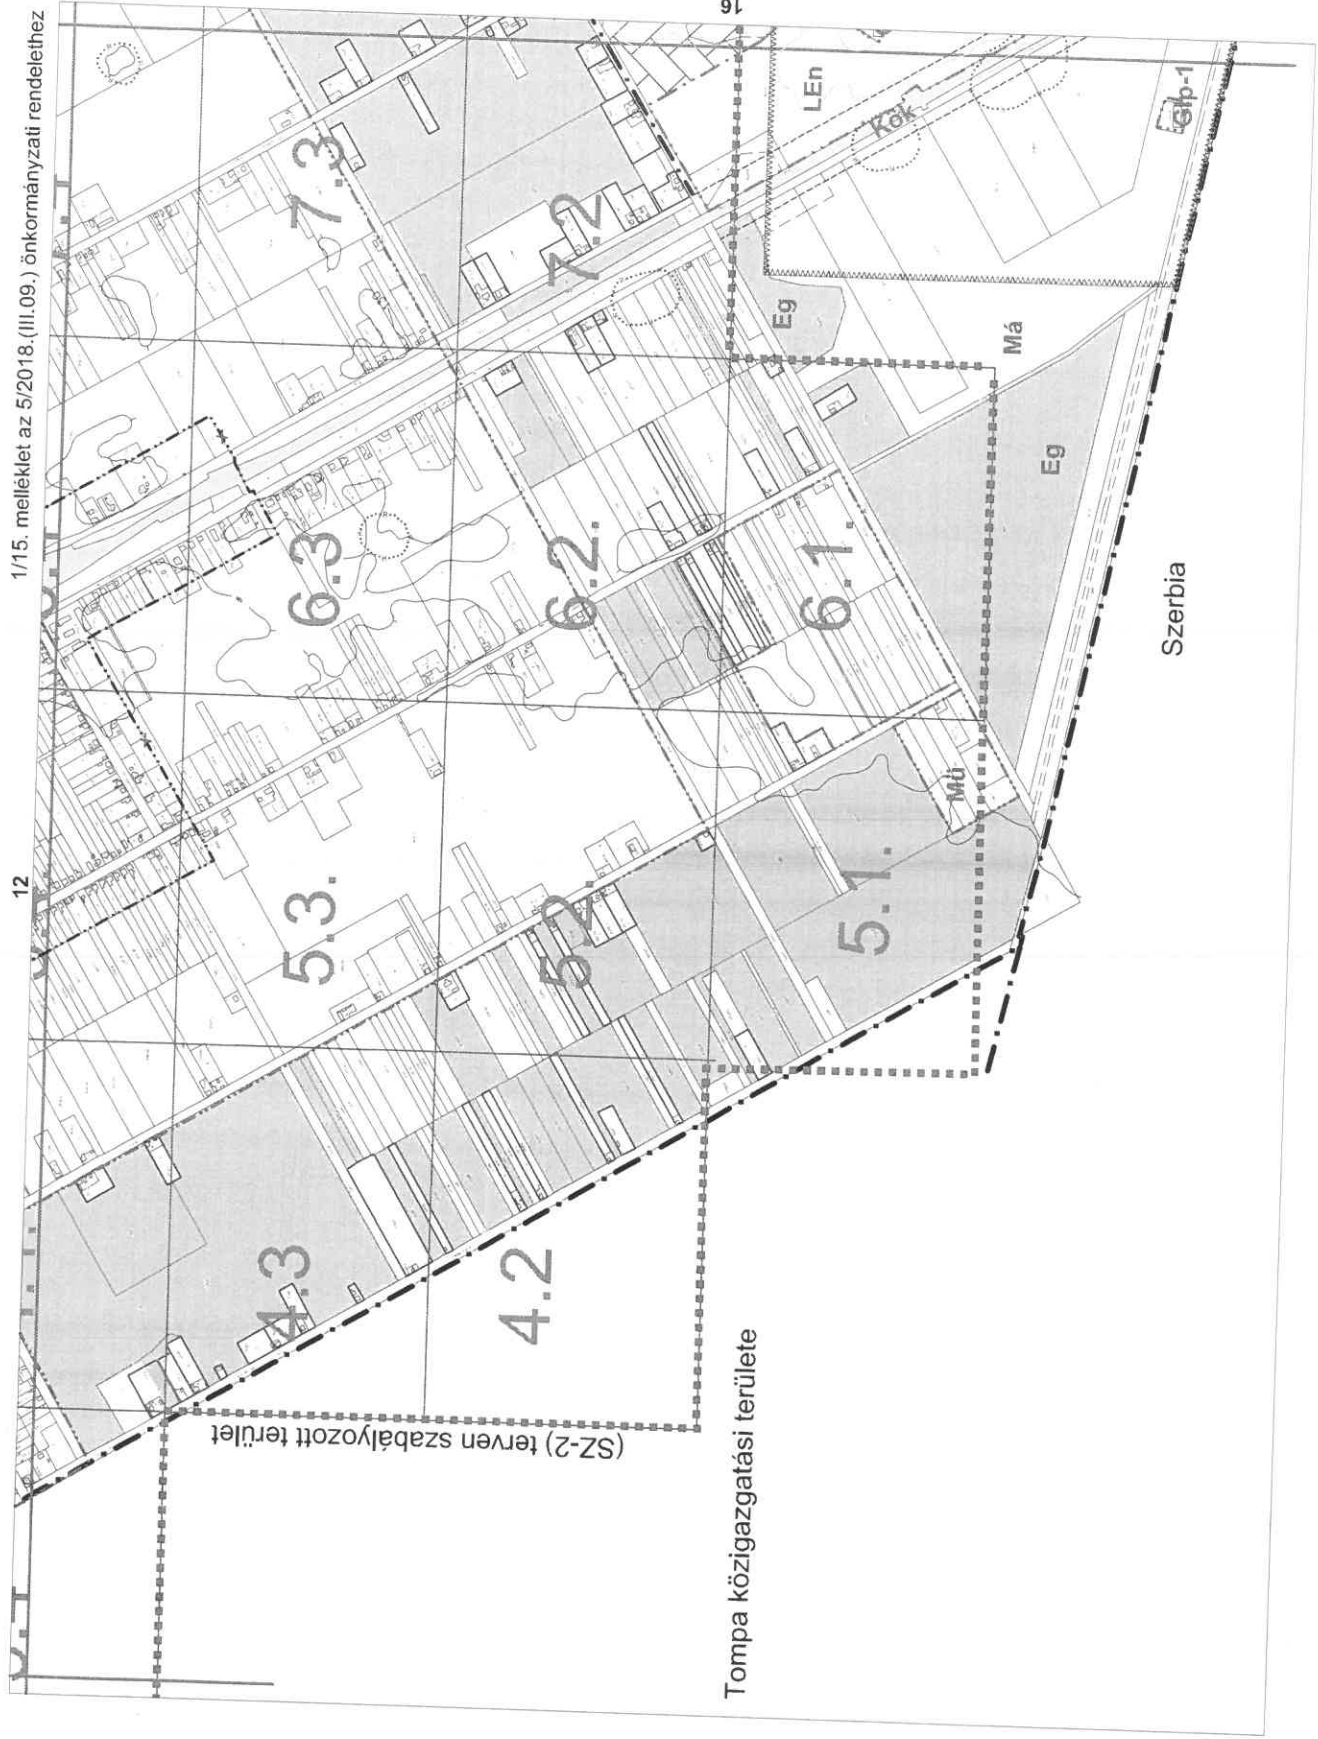 1/15. melléklet az 5/2018.(III.09.) önkormányzati rendelethez
12
16
7.3
7.2
6.3
6.2.
6.1.
5.3.
5.2.
5.1.
4.3
4.2
LEn
Kök
Gip-1
Eg
Má
Eg
Mü
Szerbia
(SZ-2) terven szabályozott terület
Tompa közigazgatási területe